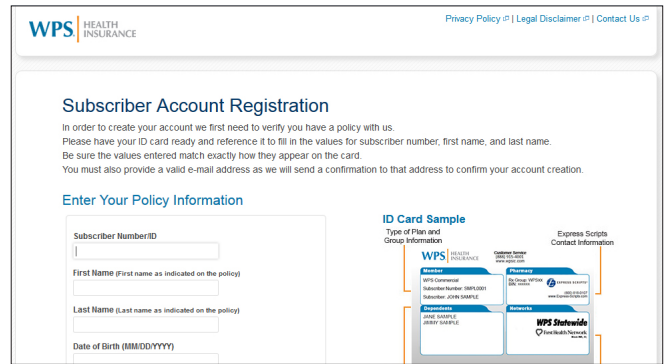 WPS HEALTH INSURANCE
Privacy Policy | Legal Disclaimer | Contact Us
Subscriber Account Registration
In order to create your account we first need to verify you have a policy with us.
Please have your ID card ready and reference it to fill in the values for subscriber number, first name, and last name.
Be sure the values entered match exactly how they appear on the card.
You must also provide a valid e-mail address as we will send a confirmation to that address to confirm your account creation.
Enter Your Policy Information
Subscriber Number/ID
First Name (First name as indicated on the policy)
Last Name (Last name as indicated on the policy)
Date of Birth (MM/DD/YYYY)
ID Card Sample
Type of Plan and
Group Information
Express Scripts
Contact Information
WPS HEALTH INSURANCE
Customer Service
Member
WPS Commercial
Subscriber Number: SMPL0001
Subscriber: JOHN SAMPLE
Pharmacy
EXPRESS SCRIPTS
www.Express-Scripts.com
Dependents
JANE SAMPLE
JIMMY SAMPLE
Networks
WPS Statewide
First Health Network